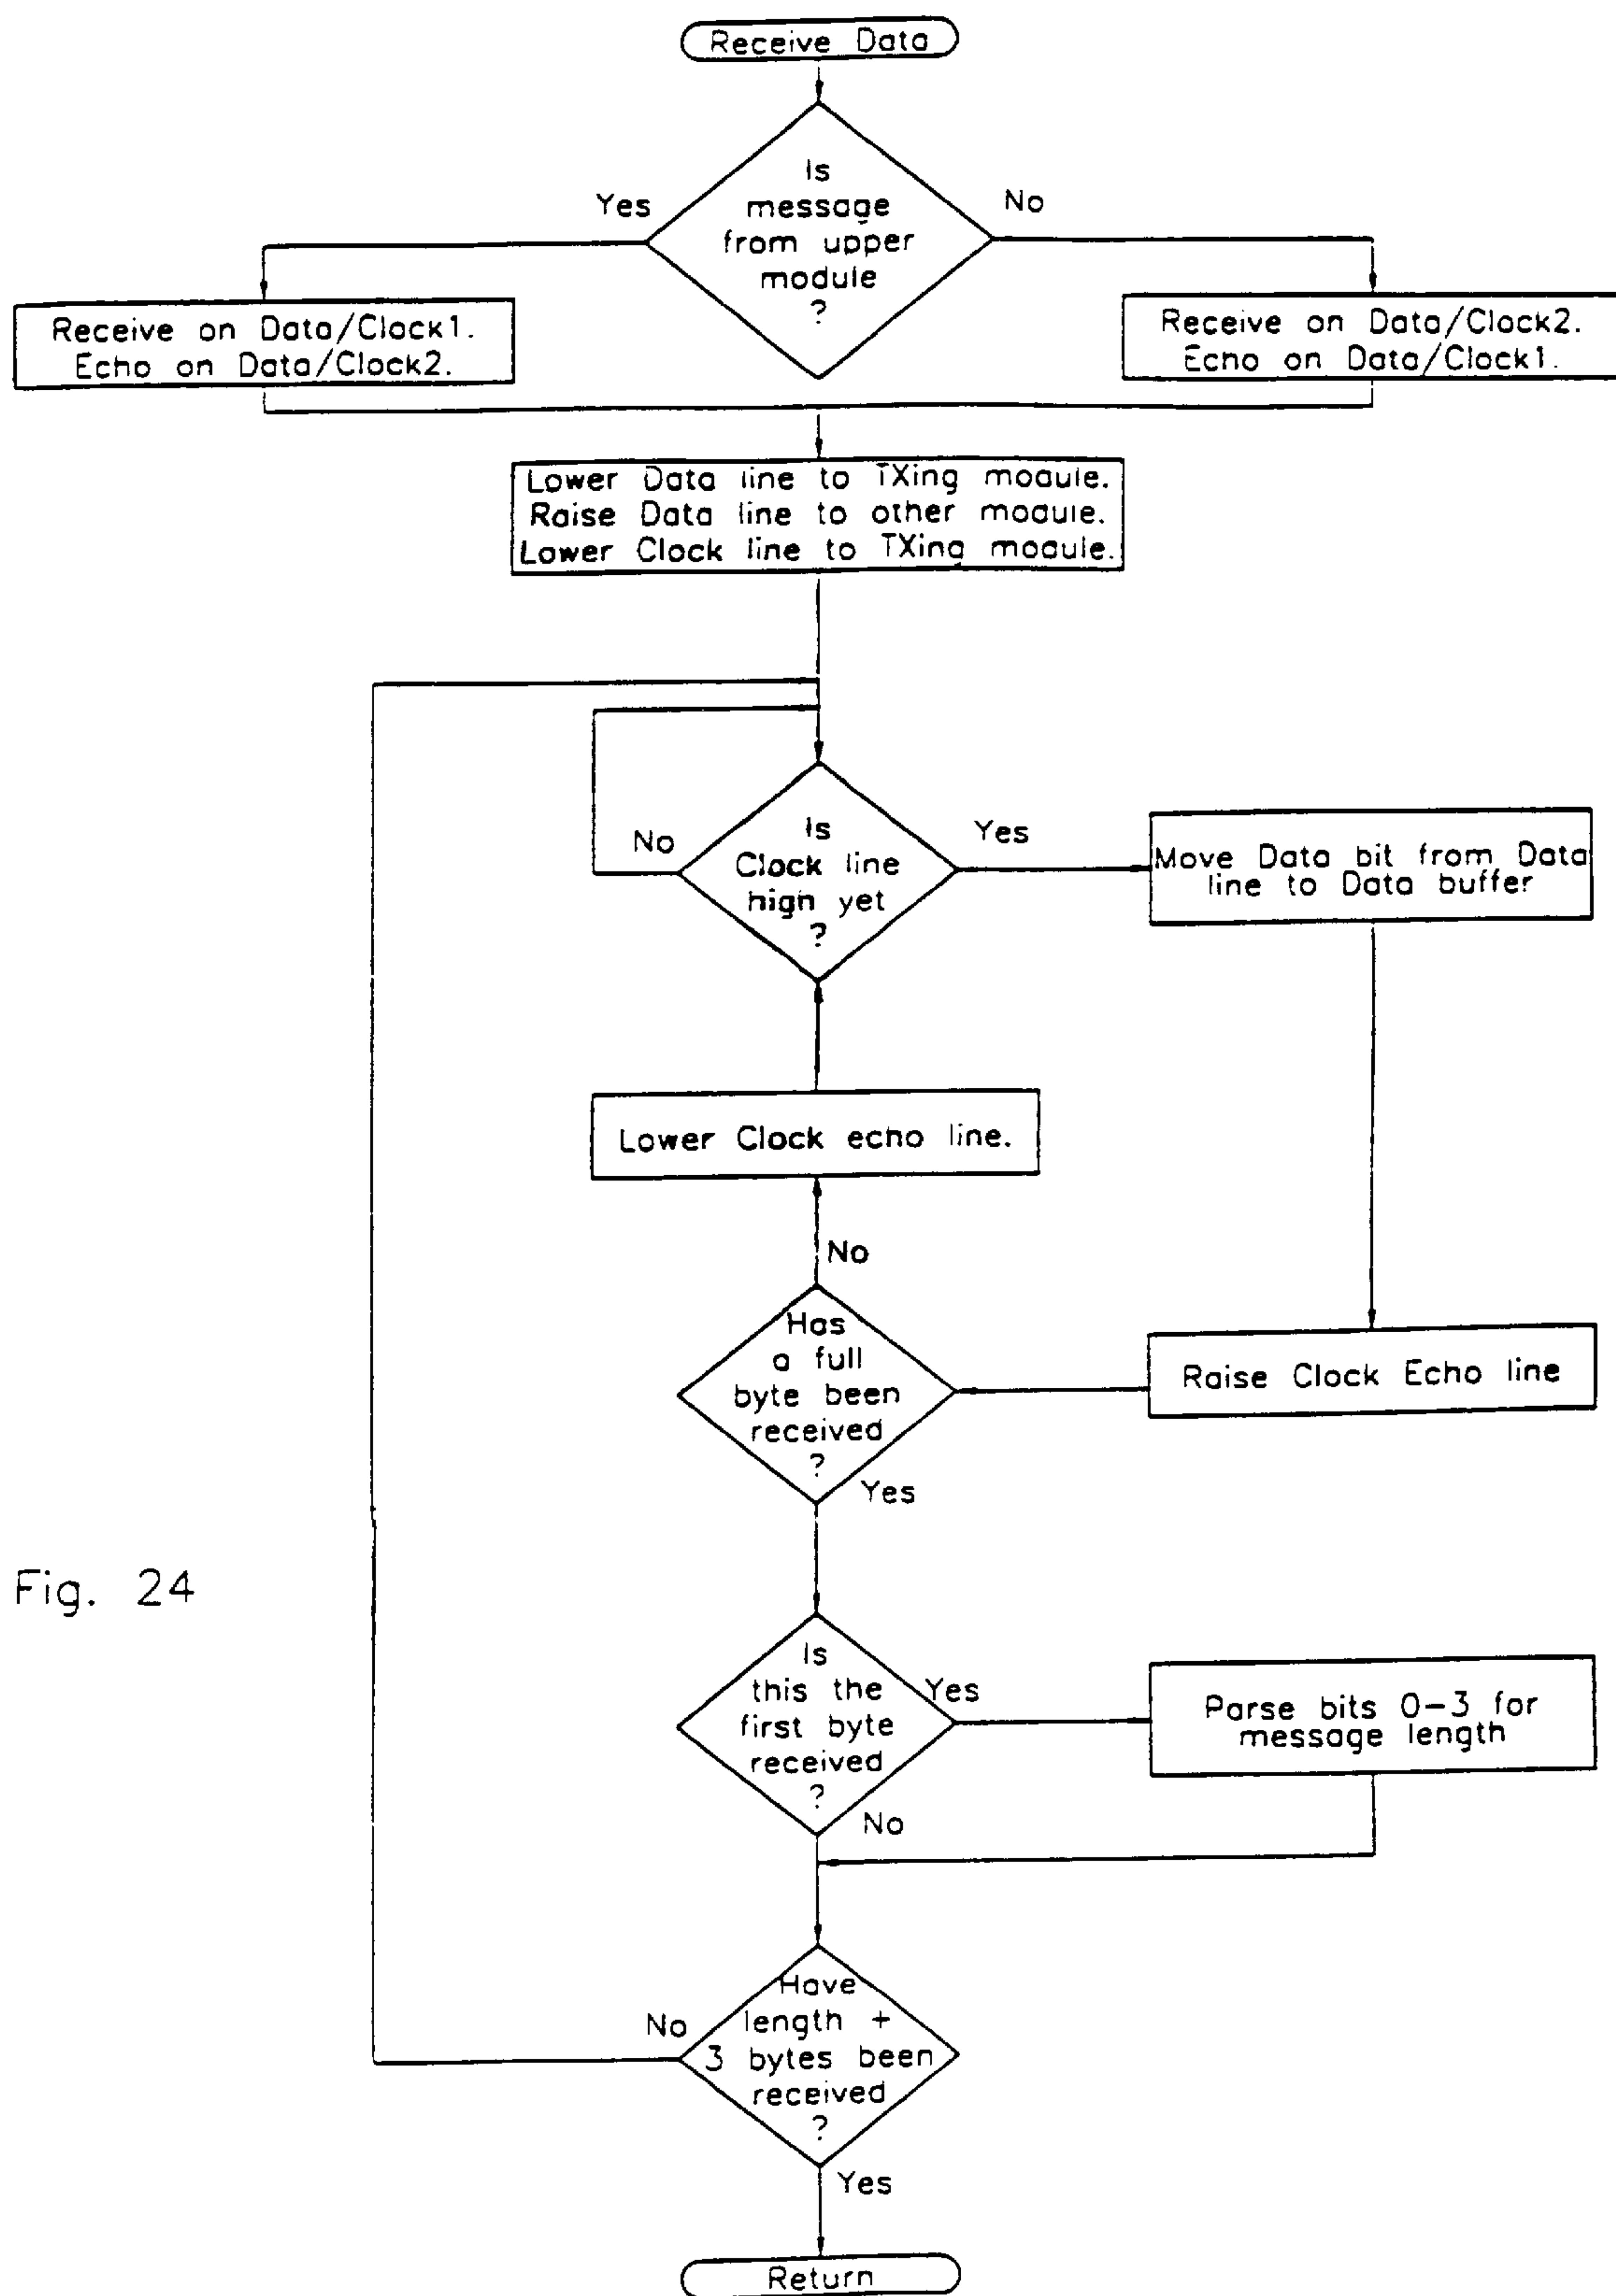 Receive Data
Is
message
from upper
module
?
Yes
No
Receive on Data/Clock1.
Echo on Data/Clock2.
Receive on Data/Clock2.
Echo on Data/Clock1.
Lower Data line to TXing module.
Raise Data line to other module.
Lower Clock line to TXing module.
Is
Clock line
high yet
?
No
Yes
Move Data bit from Data
line to Data buffer
Lower Clock echo line.
No
Has
a full
byte been
received
?
Yes
Raise Clock Echo line
Fig. 24
Is
this the
first byte
received
?
Yes
No
Parse bits 0-3 for
message length
Have
length +
3 bytes been
received
?
No
Yes
Return